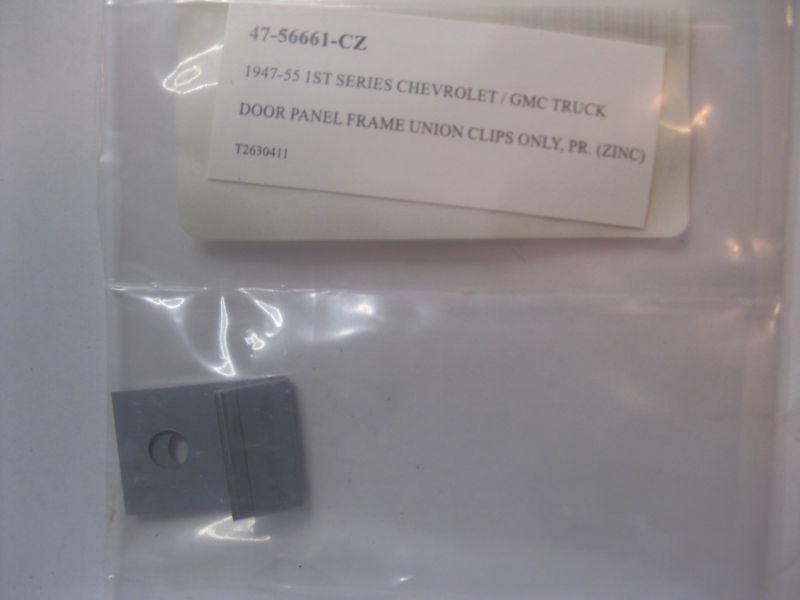 47-56661-CZ
1947-55 1ST SERIES CHEVROLET / GMC TRUCK
DOOR PANEL FRAME UNION CLIPS ONLY, PR. (ZINC)
T2630411